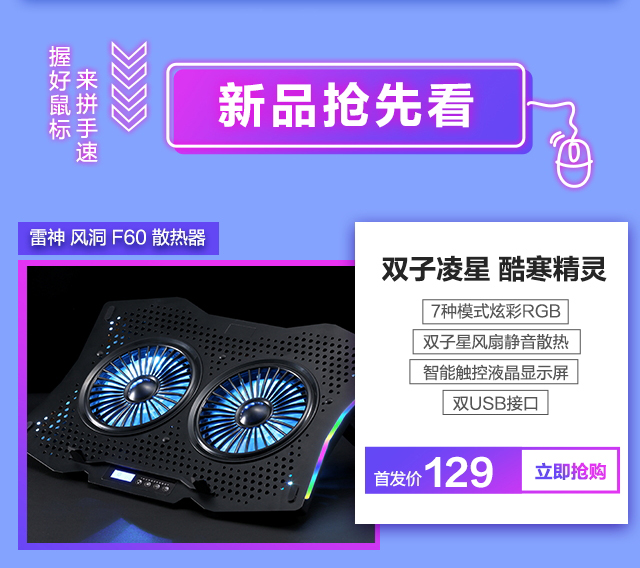 握好鼠标
来拼手速
新品抢先看
雷神 风洞 F60 散热器
双子凌星 酷寒精灵
7种模式炫彩RGB
双子星风扇静音散热
智能触控液晶显示屏
双USB接口
首发价129
立即抢购